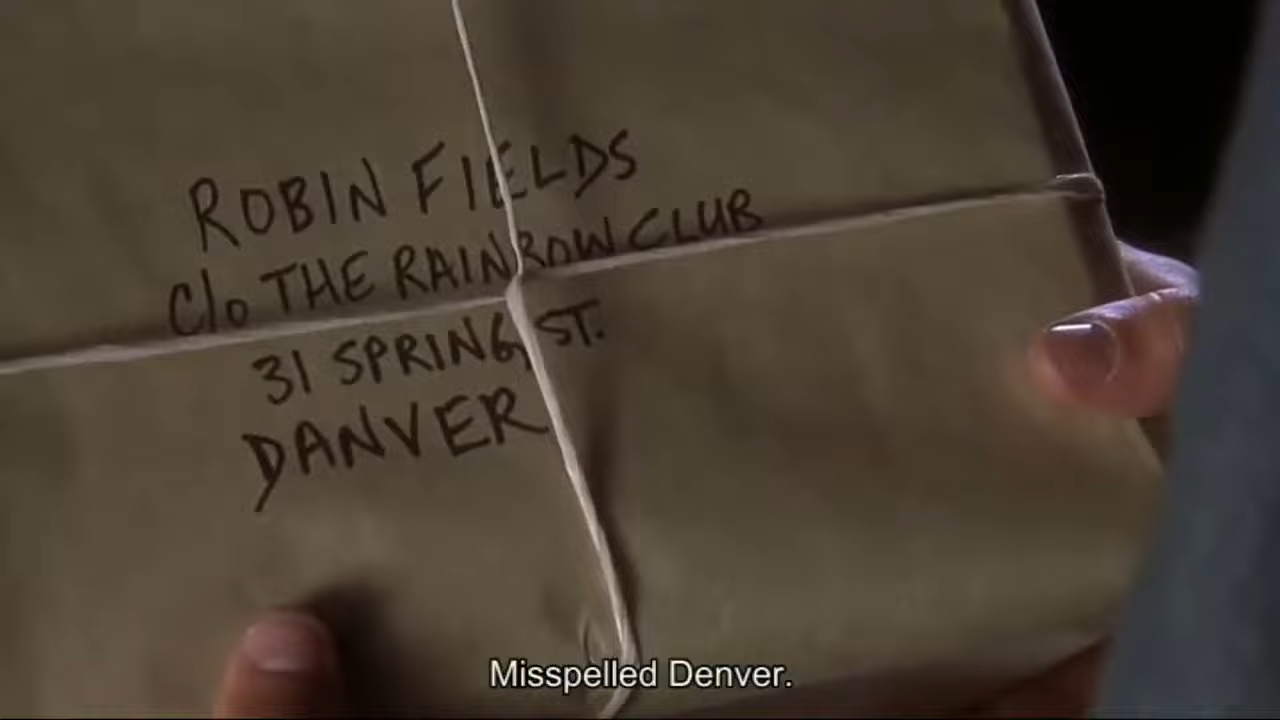 ROBIN FIELDS
C/o THE RAINBOW CLUB
31 SPRING ST.
DANVER
Misspelled Denver.